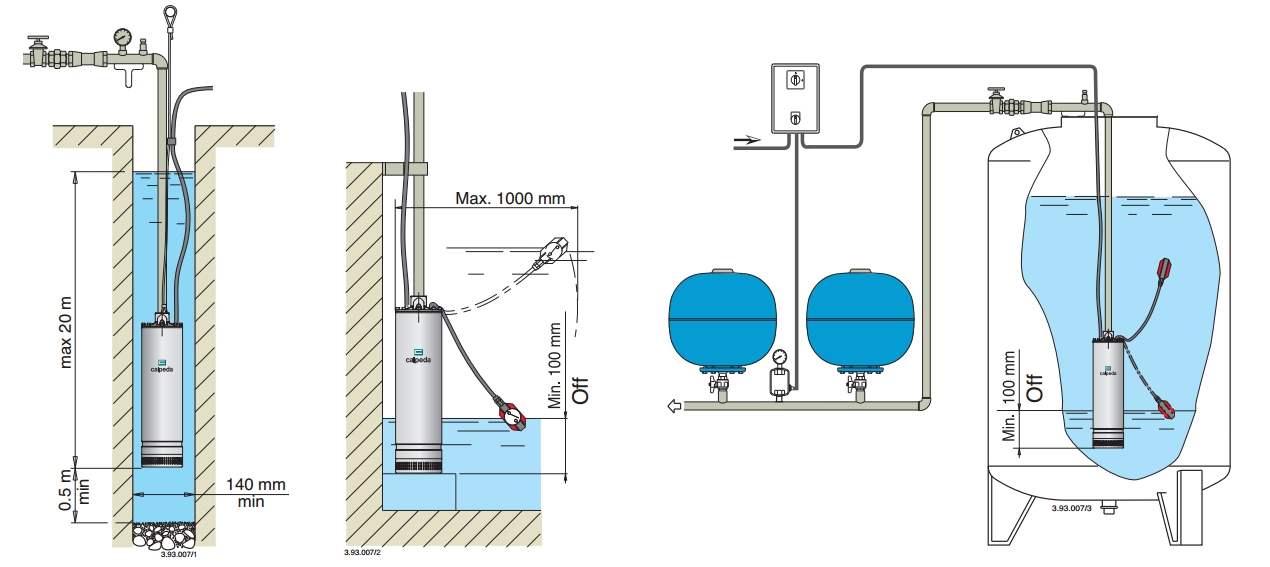 max 20 m
0.5 m
min
140 mm
min
calpeda
3.93.007/1
Max. 1000 mm
Min. 100 mm
Off
calpeda
3.93.007/2
Min. 100 mm
Off
calpeda
3.93.007/3